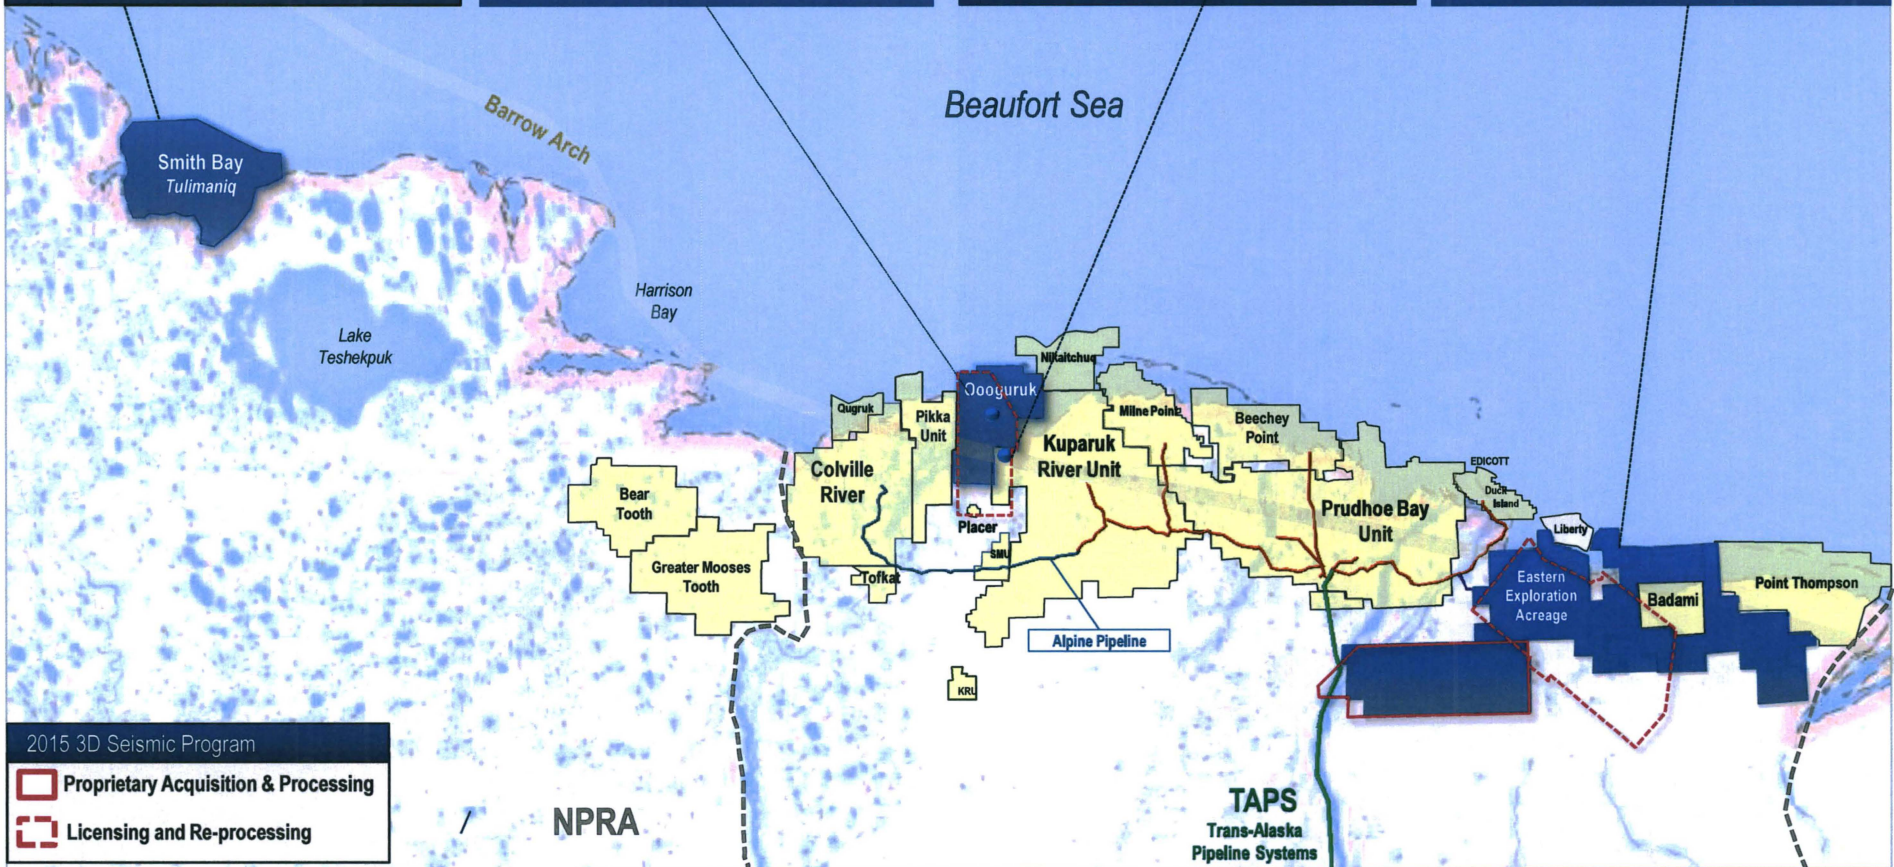 Beaufort Sea
Barrow Arch
Smith Bay
Tulimaniq
Harrison
Bay
Lake
Teshekpuk
Nikaitchuq
Oooguruk
Qugruk
Pikka
Unit
Milne Point
Beechey
Point
Kuparuk
River Unit
Colville
River
EDICOTT
Duck
Island
Bear
Tooth
Prudhoe Bay
Unit
Placer
Liberty
SMU
Greater Mooses
Tooth
Tofkat
Eastern
Exploration
Acreage
Badami
Point Thompson
Alpine Pipeline
KRU
2015 3D Seismic Program
Proprietary Acquisition & Processing
Licensing and Re-processing
NPRA
TAPS
Trans-Alaska
Pipeline Systems